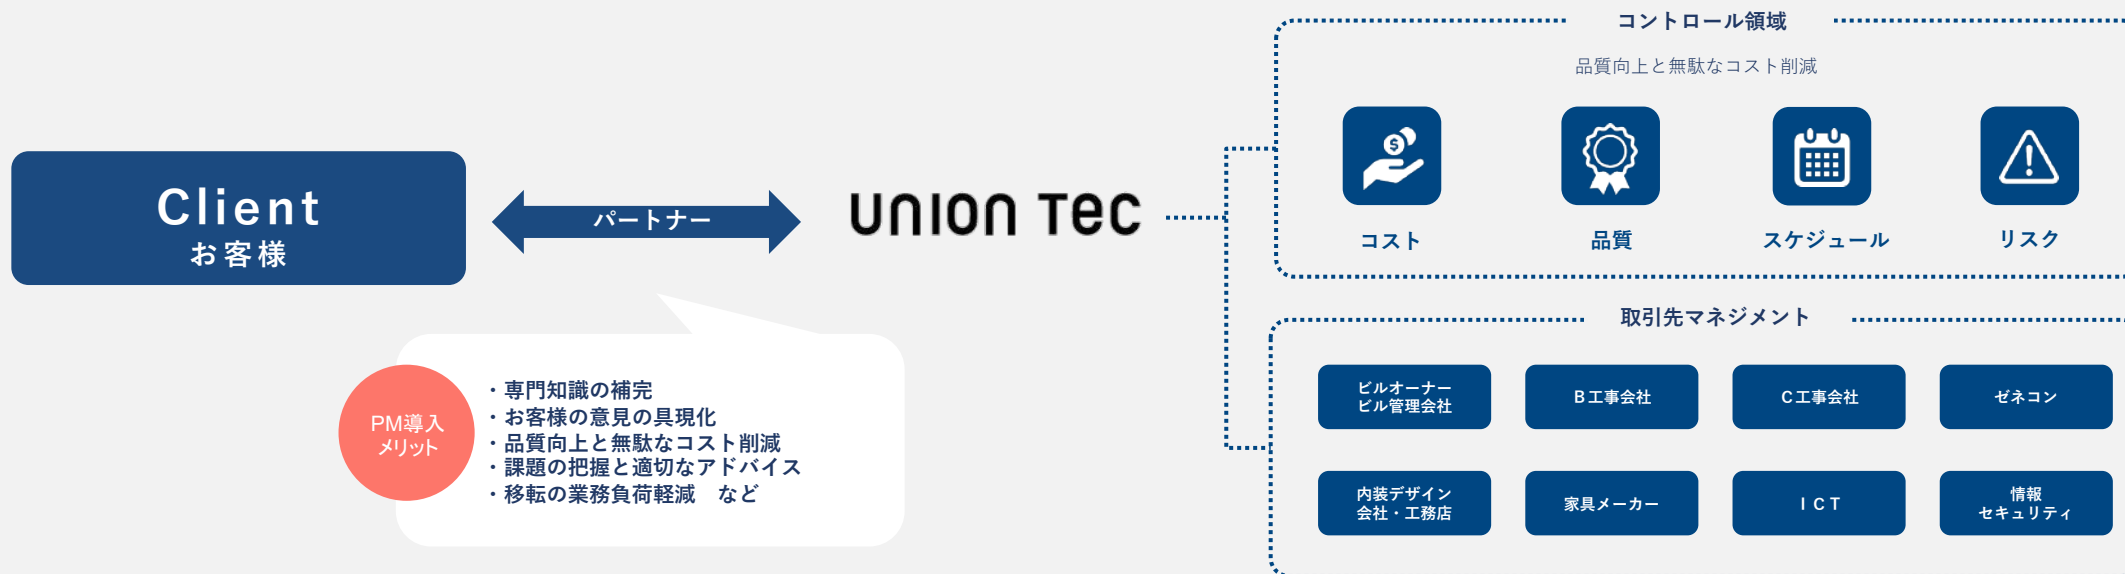 Client
お客様
パートナー
UNION TEC
PM導入
メリット
・専門知識の補完
・お客様の意見の具現化
・品質向上と無駄なコスト削減
・課題の把握と適切なアドバイス
・移転の業務負荷軽減　など
コントロール領域
品質向上と無駄なコスト削減
コスト
品質
スケジュール
リスク
取引先マネジメント
ビルオーナー
ビル管理会社
B工事会社
C工事会社
ゼネコン
内装デザイン
会社・工務店
家具メーカー
ICT
情報
セキュリティ